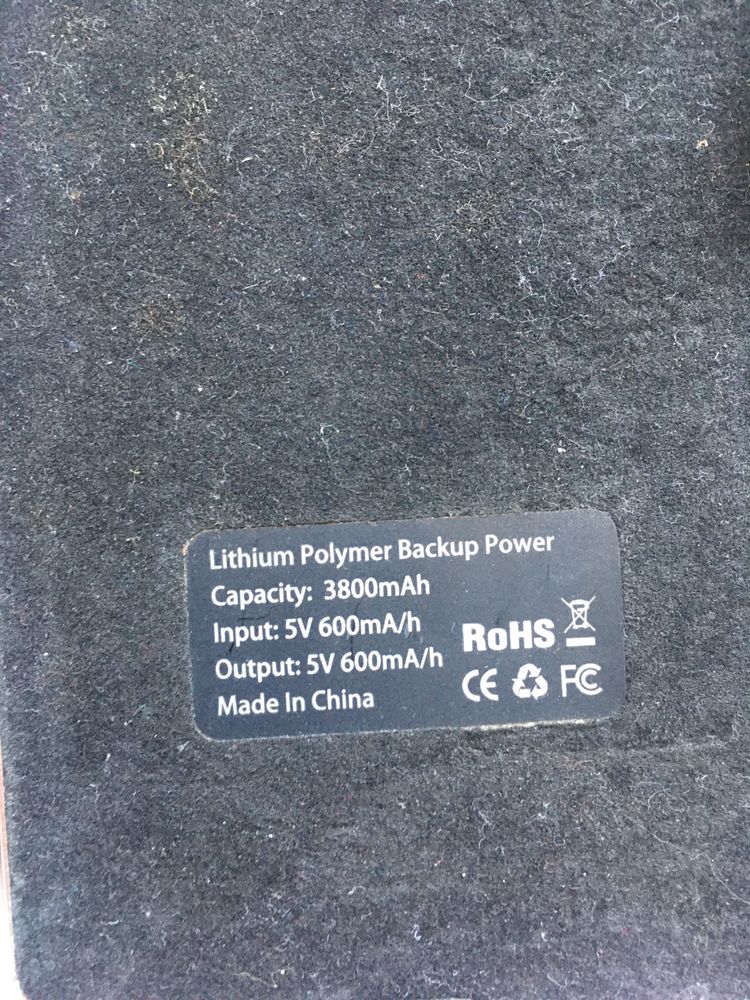 Lithium Polymer Backup Power
Capacity: 3800mAh
Input: 5V 600mA/h
Output: 5V 600mA/h
Made In China
RoHS
CE FC